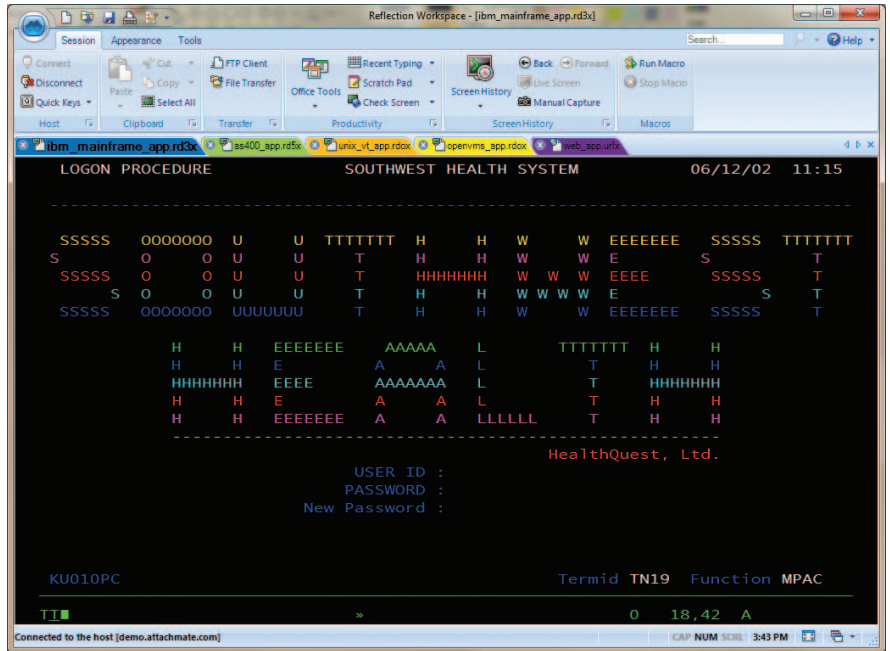 Reflection Workspace - [ibm_mainframe_app.rd3x]
Session Appearance Tools Search... Help
Connect
Disconnect
Quick Keys
Host
Paste
Cut
Copy
Select All
Clipboard
FTP Client
File Transfer
Transfer
Office Tools
Recent Typing
Scratch Pad
Check Screen
Productivity
Screen History
Back Forward
Live Screen
Manual Capture
Screen History
Run Macro
Stop Macro
Macros
ibm_mainframe_app.rd3x as400_app.rd5x unix_vt_app.rdox openvms_app.rdox web_app.urlx
LOGON PROCEDURE SOUTHWEST HEALTH SYSTEM 06/12/02 11:15
SSSSS OOOOOOO U U TTTTTTT H H W W EEEEEEE SSSSS TTTTTTT
S O O U U T H H W W E S T
SSSSS O O U U T HHHHHHH W W W EEEE SSSSS T
S O O U U T H H W W W W E S T
SSSSS OOOOOOO UUUUUUU T H H W W EEEEEEE SSSSS T
H H EEEEEEE AAAAA L TTTTTTT H H
H H E A A L T H H
HHHHHHH EEEE AAAAAAA L T HHHHHHH
H H E A A L T H H
H H EEEEEEE A A LLLLLL T H H
HealthQuest, Ltd.
USER ID :
PASSWORD :
New Password :
KU010PC Termid TN19 Function MPAC
TI » O 18,42 A
Connected to the host [demo.attachmate.com] CAP NUM SCRL 3:43 PM